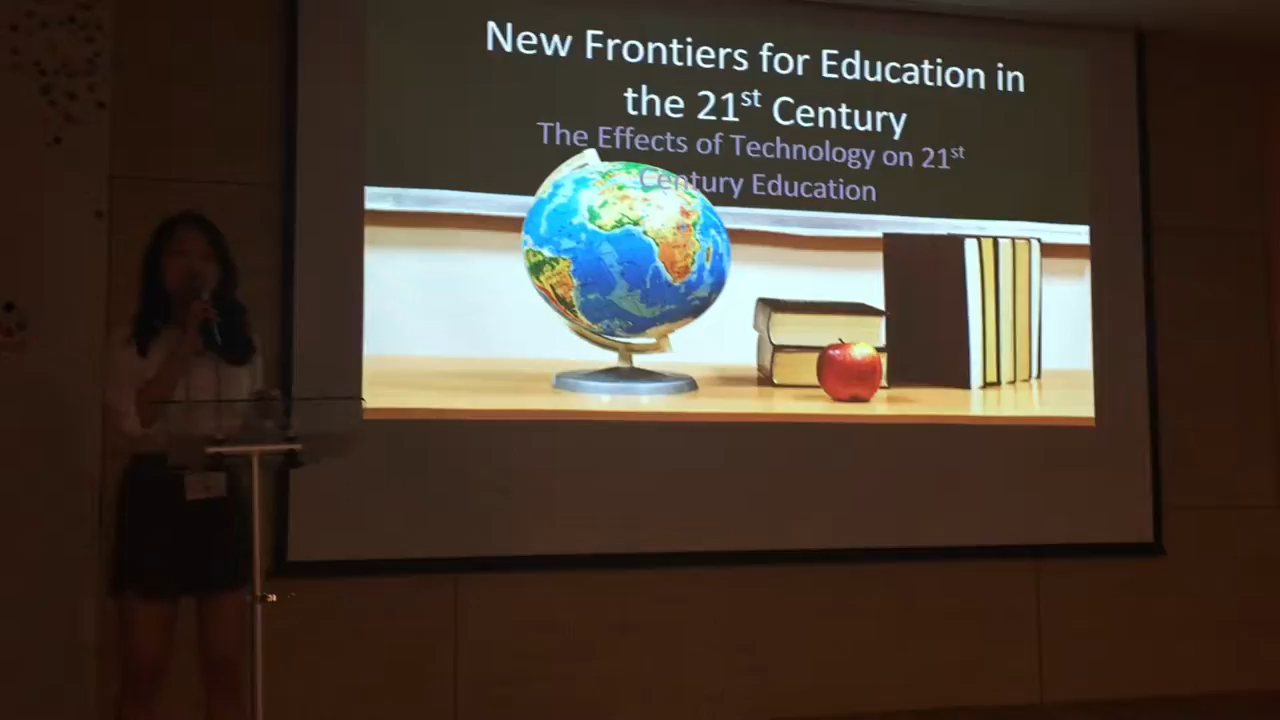 New Frontiers for Education in
the 21st Century
The Effects of Technology on 21st
Century Education